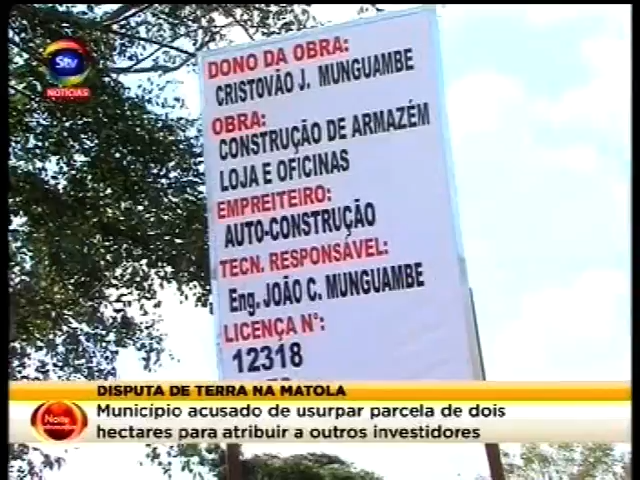 Stv
NOTÍCIAS
DONO DA OBRA:
CRISTOVÃO J. MUNGUAMBE
OBRA:
CONSTRUÇÃO DE ARMAZÉM
LOJA E OFICINAS
EMPREITEIRO:
AUTO-CONSTRUÇÃO
TECN. RESPONSÁVEL:
Eng. JOÃO C. MUNGUAMBE
LICENÇA Nº:
12318
DISPUTA DE TERRA NA MATOLA
Noite
Município acusado de usurpar parcela de dois
hectares para atribuir a outros investidores